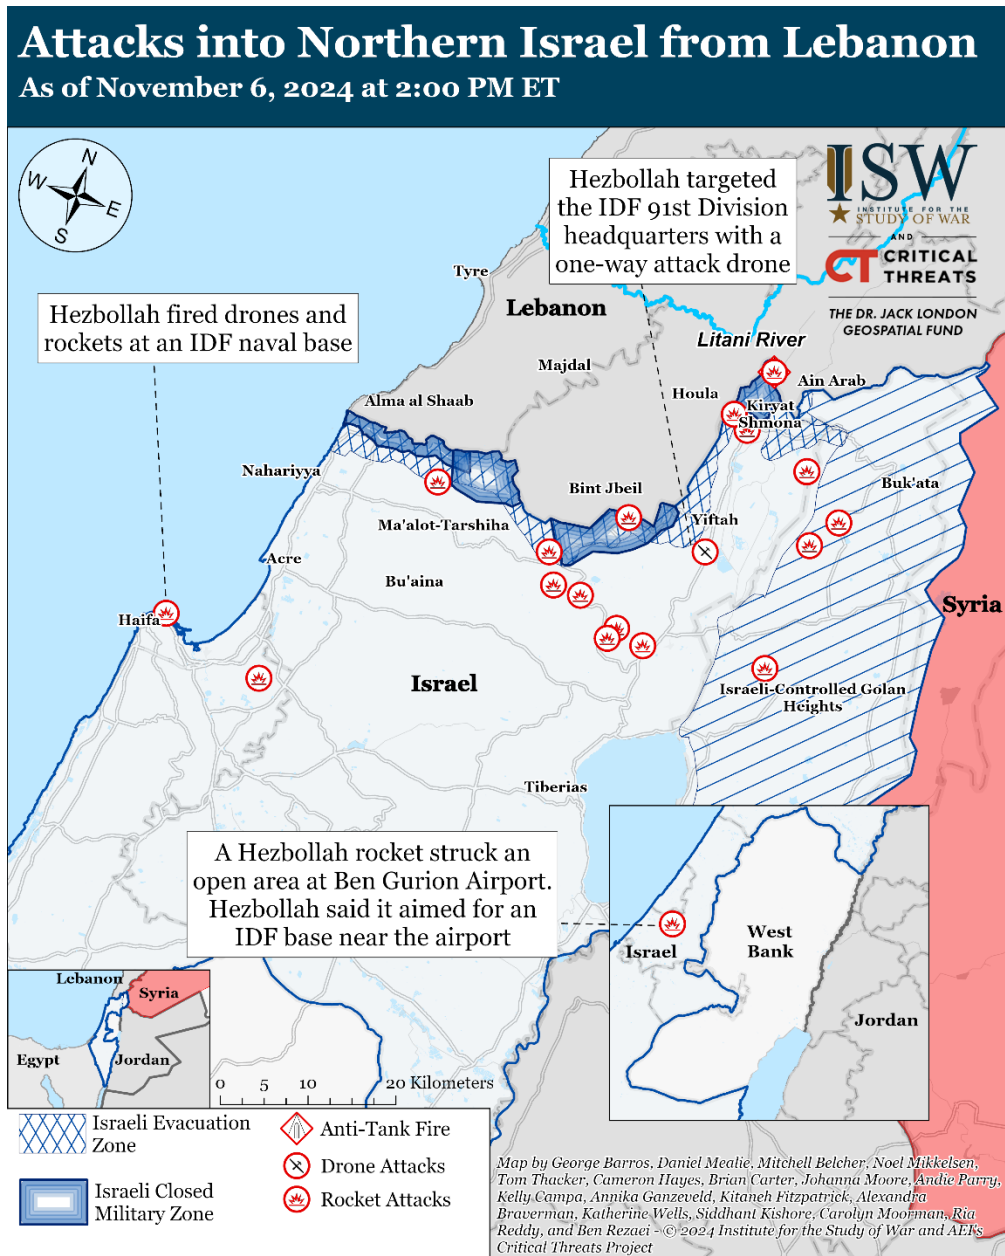 Attacks into Northern Israel from Lebanon
As of November 6, 2024 at 2:00 PM ET
N
W
E
S
Hezbollah targeted
the IDF 91st Division
headquarters with a
one-way attack drone
ISW
INSTITUTE FOR THE
STUDY OF WAR
AND
CT CRITICAL
THREATS
THE DR. JACK LONDON
GEOSPATIAL FUND
Hezbollah fired drones and
rockets at an IDF naval base
Tyre
Lebanon
Litani River
Majdal
Ain Arab
Houla
Alma al Shaab
Kiryat
Shmona
Nahariyya
Bint Jbeil
Buk'ata
Ma'alot-Tarshiha
Yiftah
Acre
Bu'aina
Haifa
Syria
Israel
Israeli-Controlled Golan
Heights
Tiberias
A Hezbollah rocket struck an
open area at Ben Gurion Airport.
Hezbollah said it aimed for an
IDF base near the airport
Israel
West
Bank
Jordan
Lebanon
Syria
Egypt
Jordan
0 5 10 20 Kilometers
Israeli Evacuation
Zone
Israeli Closed
Military Zone
Anti-Tank Fire
Drone Attacks
Rocket Attacks
Map by George Barros, Daniel Mealie, Mitchell Belcher, Noel Mikkelsen,
Tom Thacker, Cameron Hayes, Brian Carter, Johanna Moore, Andie Parry,
Kelly Campa, Annika Ganzeveld, Kitaneh Fitzpatrick, Alexandra
Braverman, Katherine Wells, Siddhant Kishore, Carolyn Moorman, Ria
Reddy, and Ben Rezaei - © 2024 Institute for the Study of War and AEI's
Critical Threats Project